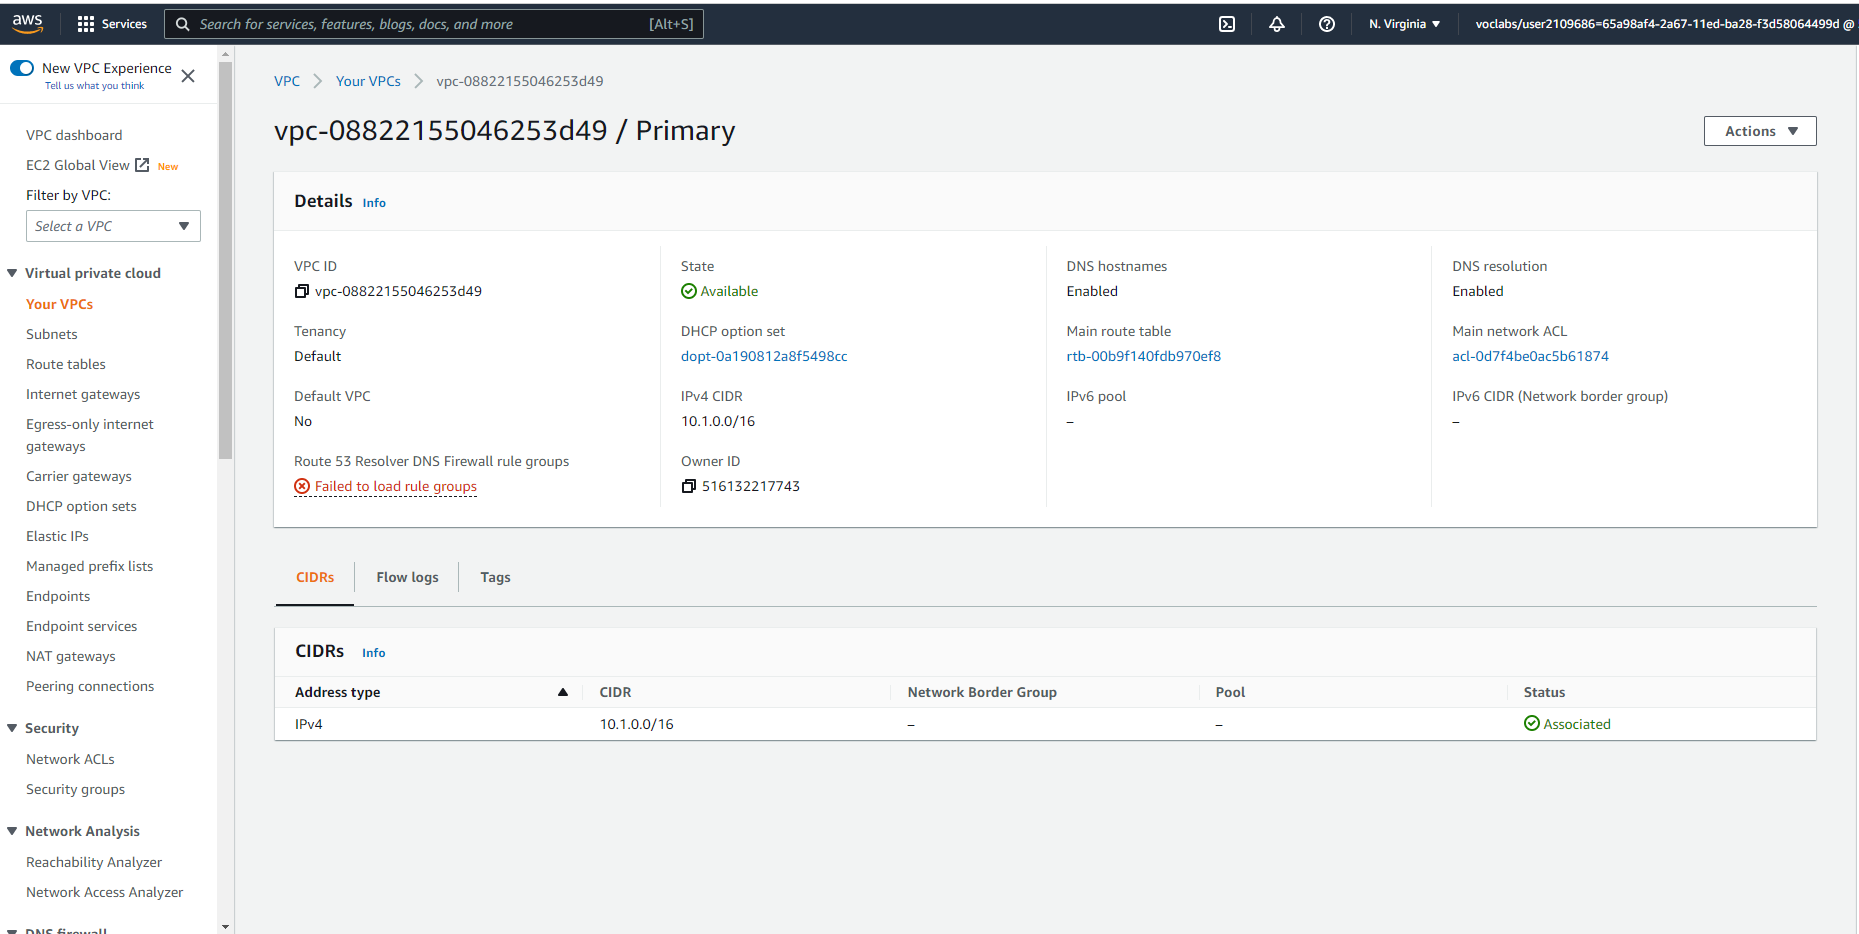 aws
Services
Search for services, features, blogs, docs, and more
[Alt+S]
N. Virginia
voclabs/user2109686=65a98af4-2a67-11ed-ba28-f3d58064499d @
New VPC Experience
Tell us what you think
VPC dashboard
EC2 Global View New
Filter by VPC:
Select a VPC
Virtual private cloud
Your VPCs
Subnets
Route tables
Internet gateways
Egress-only internet
gateways
Carrier gateways
DHCP option sets
Elastic IPs
Managed prefix lists
Endpoints
Endpoint services
NAT gateways
Peering connections
Security
Network ACLs
Security groups
Network Analysis
Reachability Analyzer
Network Access Analyzer
DNS firewall
VPC
Your VPCs
vpc-08822155046253d49
vpc-08822155046253d49 / Primary
Actions
Details Info
VPC ID
vpc-08822155046253d49
State
Available
DNS hostnames
Enabled
DNS resolution
Enabled
Tenancy
Default
DHCP option set
dopt-0a190812a8f5498cc
Main route table
rtb-00b9f140fdb970ef8
Main network ACL
acl-0d7f4be0ac5b61874
Default VPC
No
IPv4 CIDR
10.1.0.0/16
IPv6 pool
–
IPv6 CIDR (Network border group)
–
Route 53 Resolver DNS Firewall rule groups
Failed to load rule groups
Owner ID
516132217743
CIDRs
Flow logs
Tags
CIDRs Info
Address type CIDR Network Border Group Pool Status
IPv4 10.1.0.0/16 – – Associated